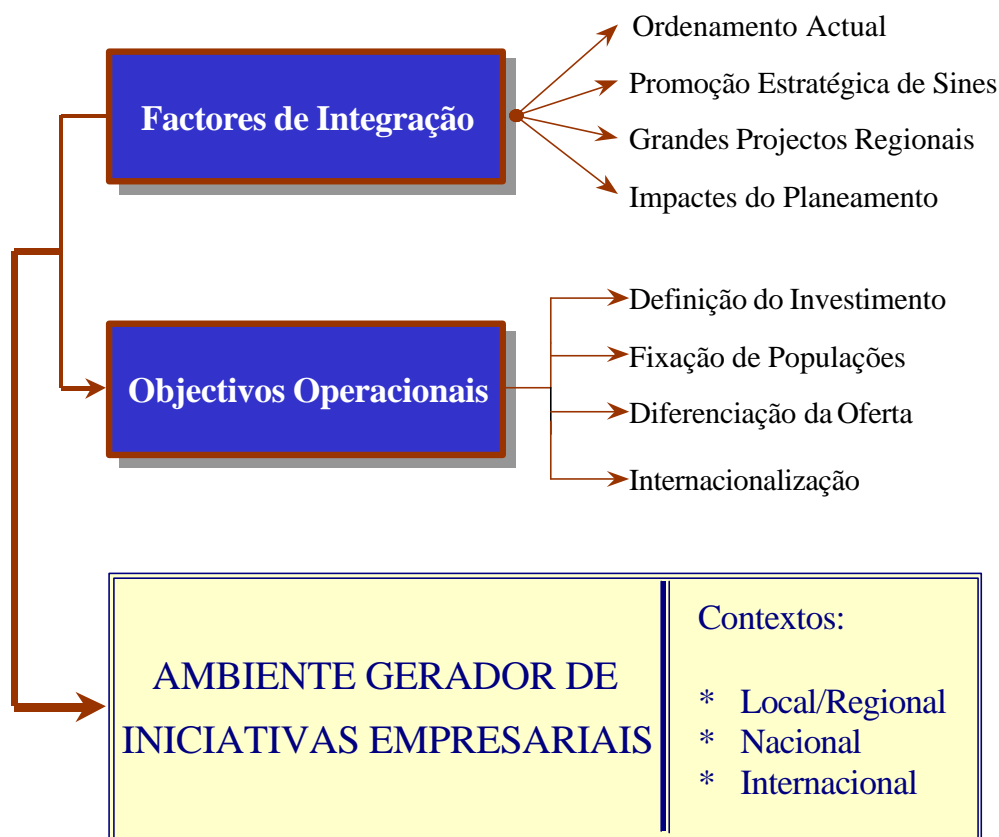 Factores de Integração
Ordenamento Actual
Promoção Estratégica de Sines
Grandes Projectos Regionais
Impactes do Planeamento
Objectivos Operacionais
Definição do Investimento
Fixação de Populações
Diferenciação da Oferta
Internacionalização
AMBIENTE GERADOR DE
INICIATIVAS EMPRESARIAIS
Contextos:
* Local/Regional
* Nacional
* Internacional